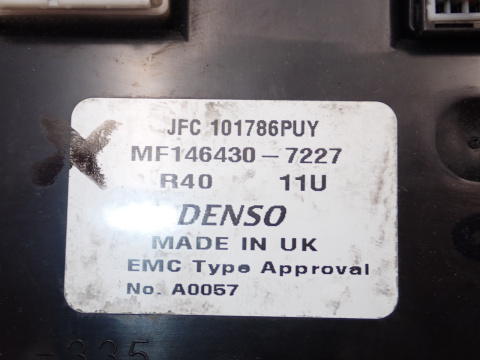 JFC 101786PUY
MF146430-7227
R40 11U
DENSO
MADE IN UK
EMC Type Approval
No. A0057